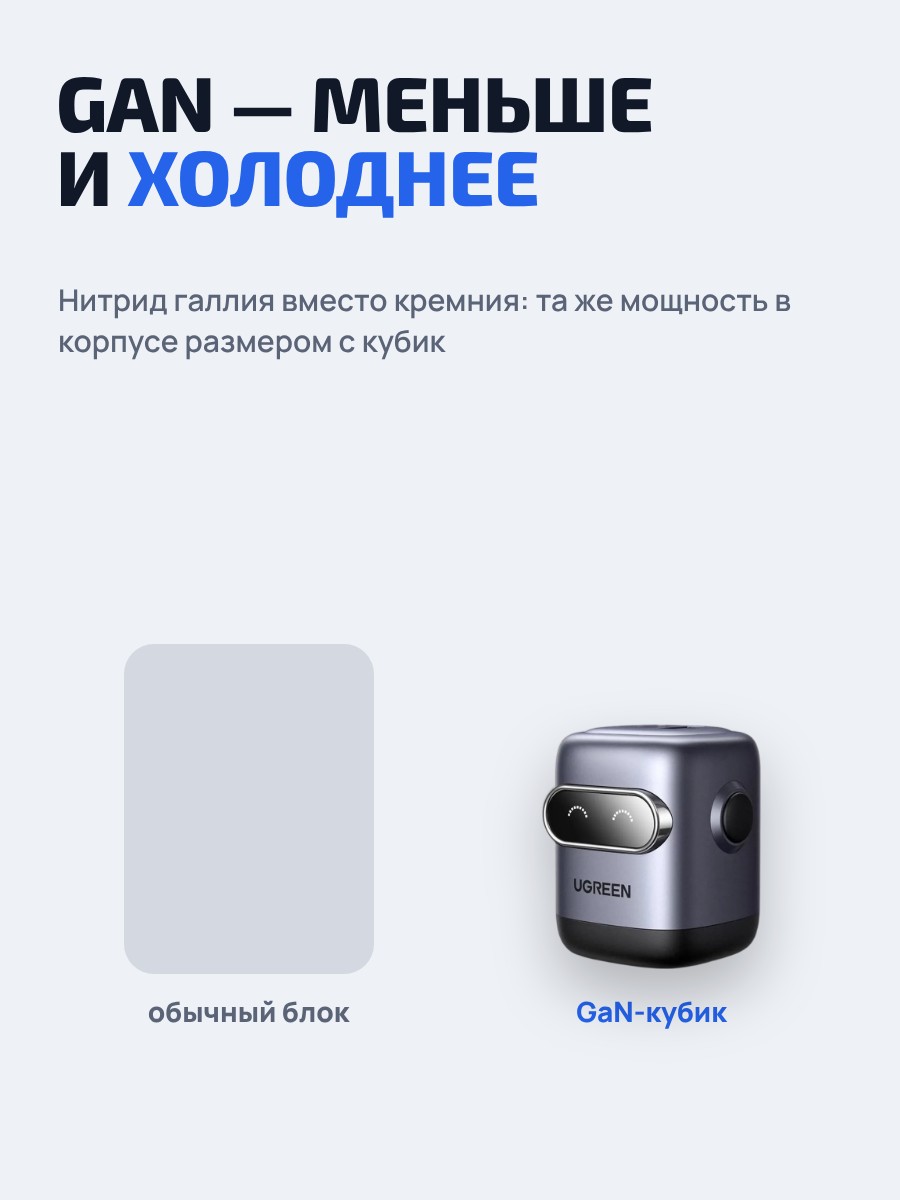 GAN — МЕНЬШЕ
И ХОЛОДНЕЕ
Нитрид галлия вместо кремния: та же мощность в
корпусе размером с кубик
UGREEN
обычный блок
GaN-кубик